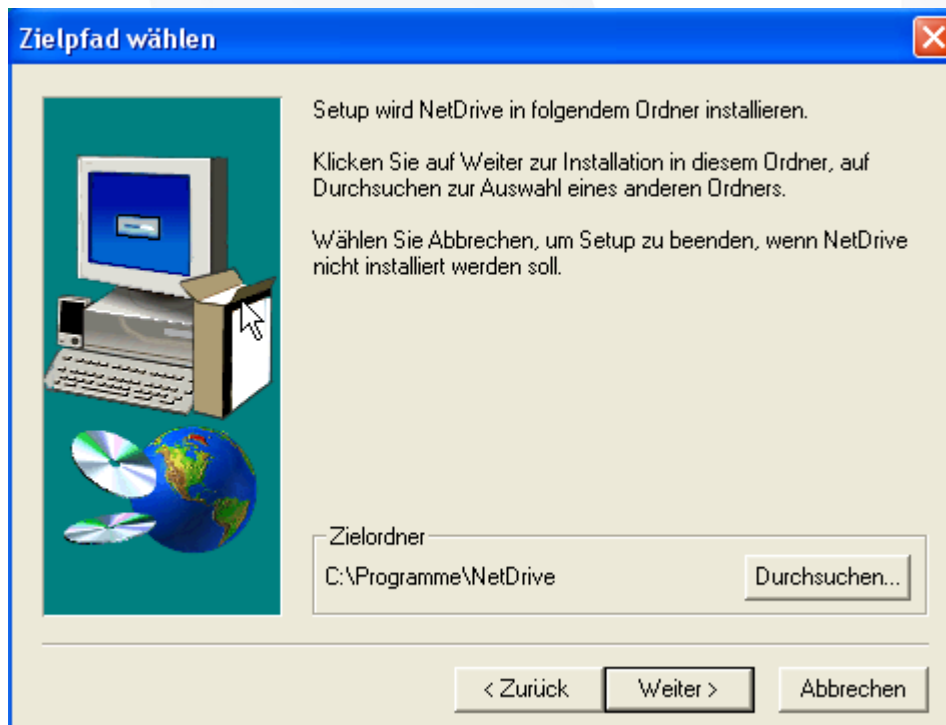 Zielpfad wählen
Setup wird NetDrive in folgendem Ordner installieren.
Klicken Sie auf Weiter zur Installation in diesem Ordner, auf
Durchsuchen zur Auswahl eines anderen Ordners.
Wählen Sie Abbrechen, um Setup zu beenden, wenn NetDrive
nicht installiert werden soll.
Zielordner
C:\Programme\NetDrive
Durchsuchen...
< Zurück
Weiter >
Abbrechen